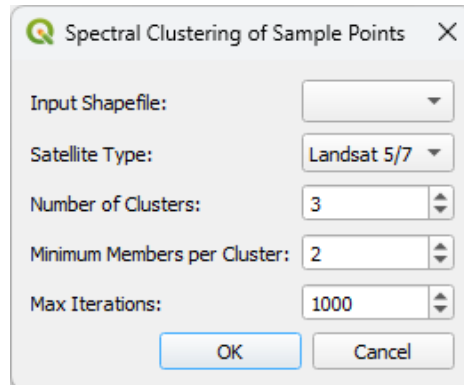 Spectral Clustering of Sample Points
Input Shapefile:
Satellite Type: Landsat 5/7
Number of Clusters: 3
Minimum Members per Cluster: 2
Max Iterations: 1000
OK Cancel